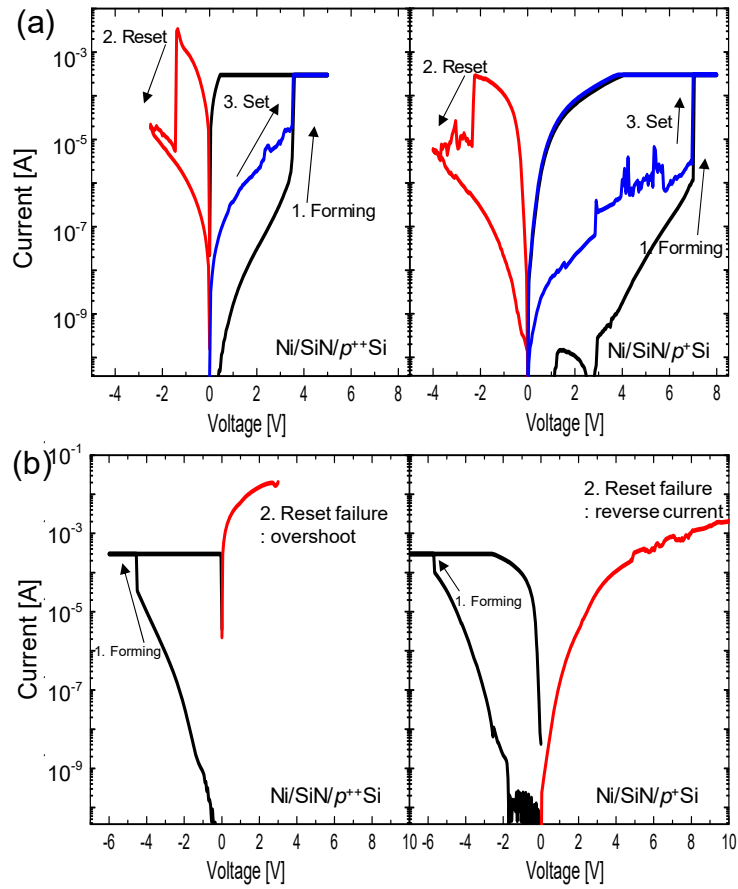 (a)
2. Reset
3. Set
1. Forming
Ni/SiN/p++Si
2. Reset
3. Set
1. Forming
Ni/SiN/p+Si
Current [A]
10-3
10-5
10-7
10-9
-4 -2 0 2 4 6 8
-4 -2 0 2 4 6 8
Voltage [V]
Voltage [V]
(b)
10-1
10-3
10-5
10-7
10-9
Current [A]
2. Reset failure
: overshoot
1. Forming
Ni/SiN/p++Si
2. Reset failure
: reverse current
1. Forming
Ni/SiN/p+Si
-6 -4 -2 0 2 4 6 8 10
-6 -4 -2 0 2 4 6 8 10
Voltage [V]
Voltage [V]